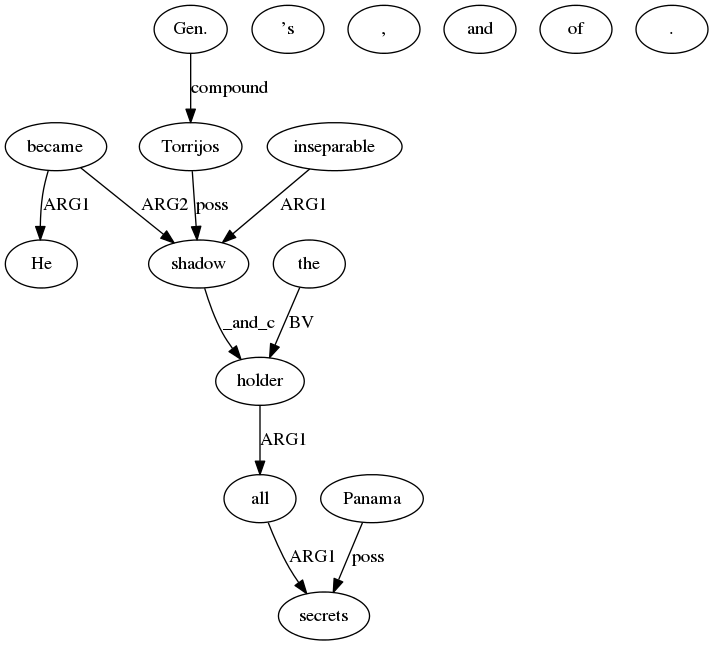 Gen. ’s , and of .
compound
became Torrijos inseparable
ARG1 ARG2 poss ARG1
He shadow the
_and_c BV
holder
ARG1
all Panama
ARG1 poss
secrets